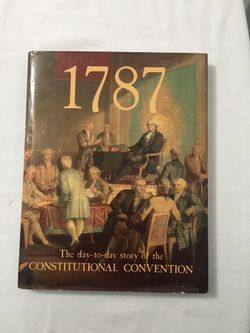 1787
The day-to-day story of the
CONSTITUTIONAL CONVENTION